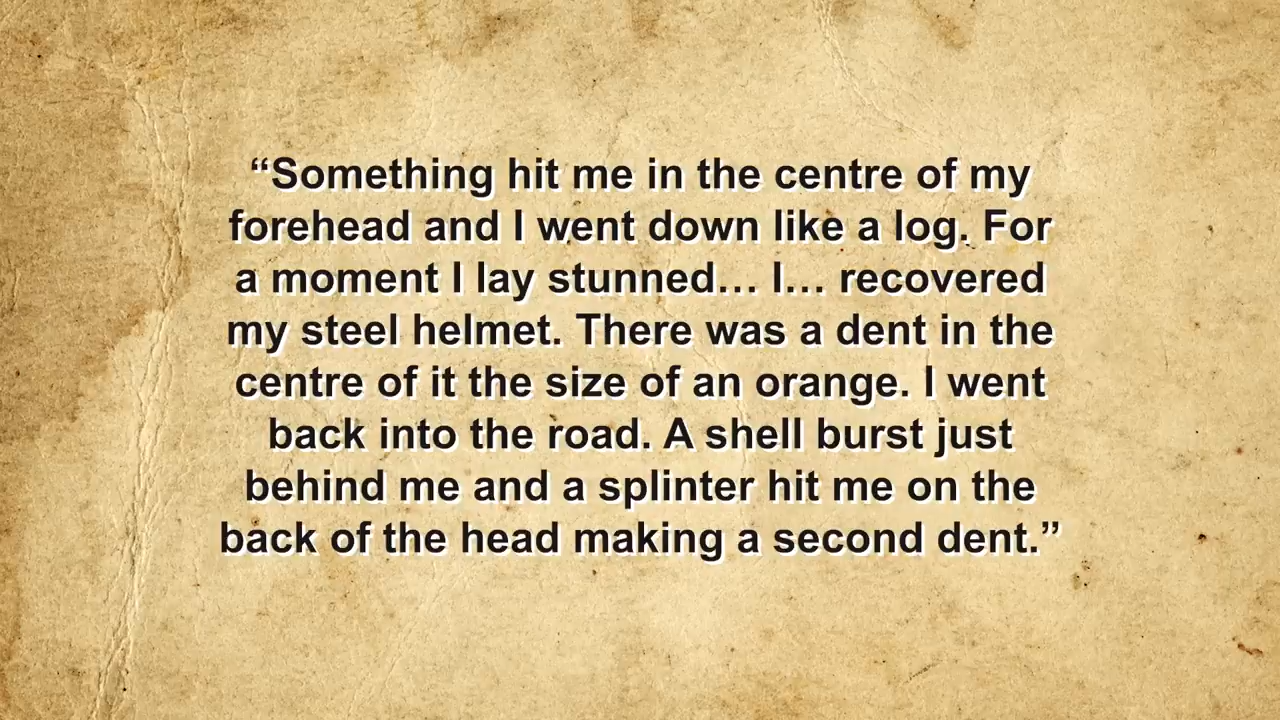 “Something hit me in the centre of my
forehead and I went down like a log. For
a moment I lay stunned… I… recovered
my steel helmet. There was a dent in the
centre of it the size of an orange. I went
back into the road. A shell burst just
behind me and a splinter hit me on the
back of the head making a second dent.”